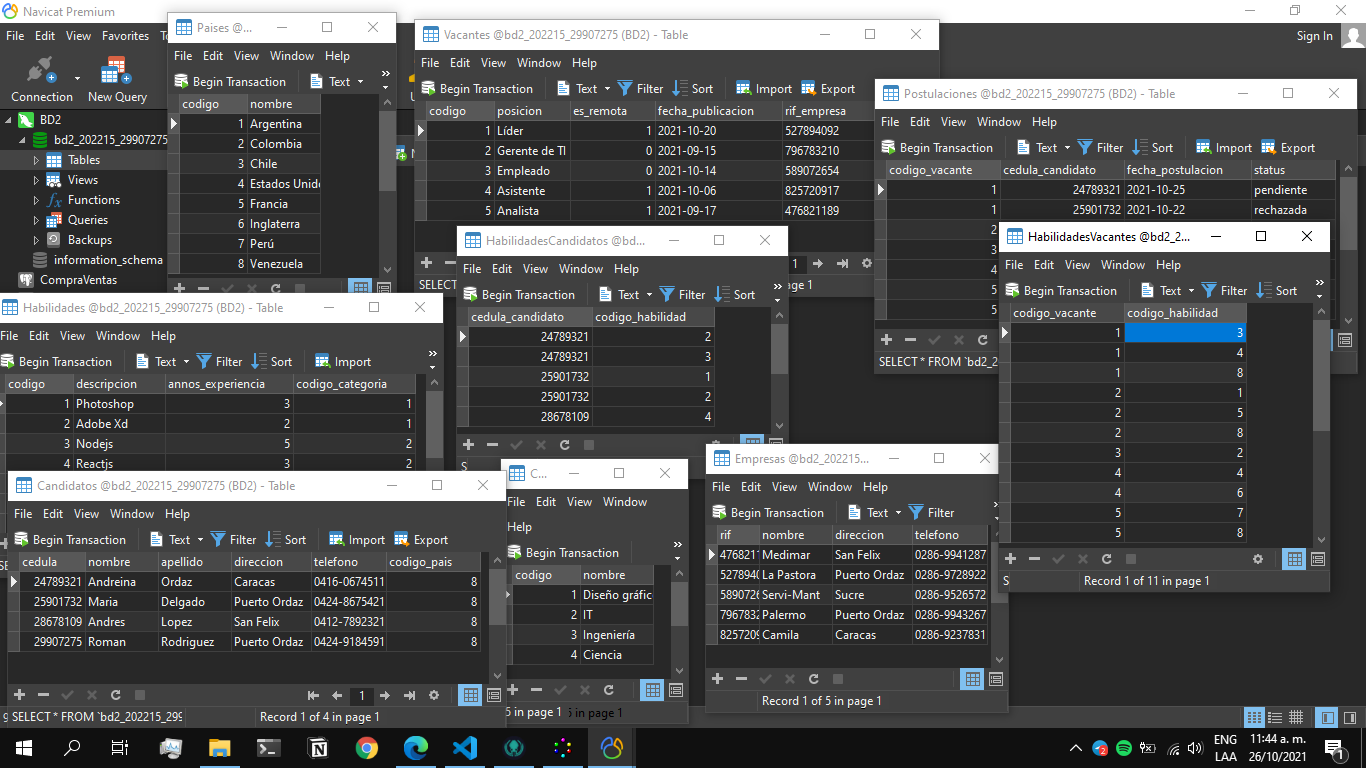 Navicat Premium
File Edit View Favorites
Sign In
Connection
New Query
BD2
bd2_202215_29907275
Tables
Views
Functions
Queries
Backups
information_schema
CompraVentas
Paises @...
File Edit View Window Help
Begin Transaction Text »
codigo nombre
1 Argentina
2 Colombia
3 Chile
4 Estados Unid
5 Francia
6 Inglaterra
7 Perú
8 Venezuela
Vacantes @bd2_202215_29907275 (BD2) - Table
File Edit View Window Help
Begin Transaction Text Filter Sort Import Export
codigo posicion es_remota fecha_publicacion rif_empresa
1 Líder 1 2021-10-20 527894092
2 Gerente de TI 0 2021-09-15 796783210
3 Empleado 0 2021-10-14 589072654
4 Asistente 1 2021-10-06 825720917
5 Analista 1 2021-09-17 476821189
1
SELEC
age 1
Postulaciones @bd2_202215_29907275 (BD2) - Table
File Edit View Window Help
Begin Transaction Text Filter Sort Import Export
codigo_vacante cedula_candidato fecha_postulacion status
1 24789321 2021-10-25 pendiente
1 25901732 2021-10-22 rechazada
2
3
4
5
5
SELECT * FROM `bd2_2
HabilidadesCandidatos @bd...
File Edit View Window Help
Begin Transaction Text Filter Sort »
cedula_candidato codigo_habilidad
24789321 2
24789321 3
25901732 1
25901732 2
28678109 4
S
HabilidadesVacantes @bd2_2...
File Edit View Window Help
Begin Transaction Text Filter Sort »
codigo_vacante codigo_habilidad
1 3
1 4
1 8
2 1
2 5
2 8
3 2
4 4
4 6
5 7
5 8
S Record 1 of 11 in page 1
Habilidades @bd2_202215_29907275 (BD2) - Table
File Edit View Window Help
Begin Transaction Text Filter Sort Import »
codigo descripcion annos_experiencia codigo_categoria
1 Photoshop 3 1
2 Adobe Xd 2 1
3 Nodejs 5 2
4 Reactjs 3 2
Candidatos @bd2_202215_29907275 (BD2) - Table
File Edit View Window Help
Begin Transaction Text Filter Sort Import Export
cedula nombre apellido direccion telefono codigo_pais
24789321 Andreina Ordaz Caracas 0416-0674511 8
25901732 Maria Delgado Puerto Ordaz 0424-8675421 8
28678109 Andres Lopez San Felix 0412-7892321 8
29907275 Roman Rodriguez Puerto Ordaz 0424-9184591 8
1
SELECT * FROM `bd2_202215_299 Record 1 of 4 in page 1
C...
File Edit View Window
Help
Begin Transaction »
codigo nombre
1 Diseño gráfic
2 IT
3 Ingeniería
4 Ciencia
5 in page 1
Empresas @bd2_202215...
File Edit View Window Help
Begin Transaction Text Filter
rif nombre direccion telefono
4768211 Medimar San Felix 0286-9941287
5278940 La Pastora Puerto Ordaz 0286-9728922
5890726 Servi-Mant Sucre 0286-9526572
7967832 Palermo Puerto Ordaz 0286-9943267
8257209 Camila Caracas 0286-9237831
Record 1 of 5 in page 1
ENG
LAA
11:44 a. m.
26/10/2021
1